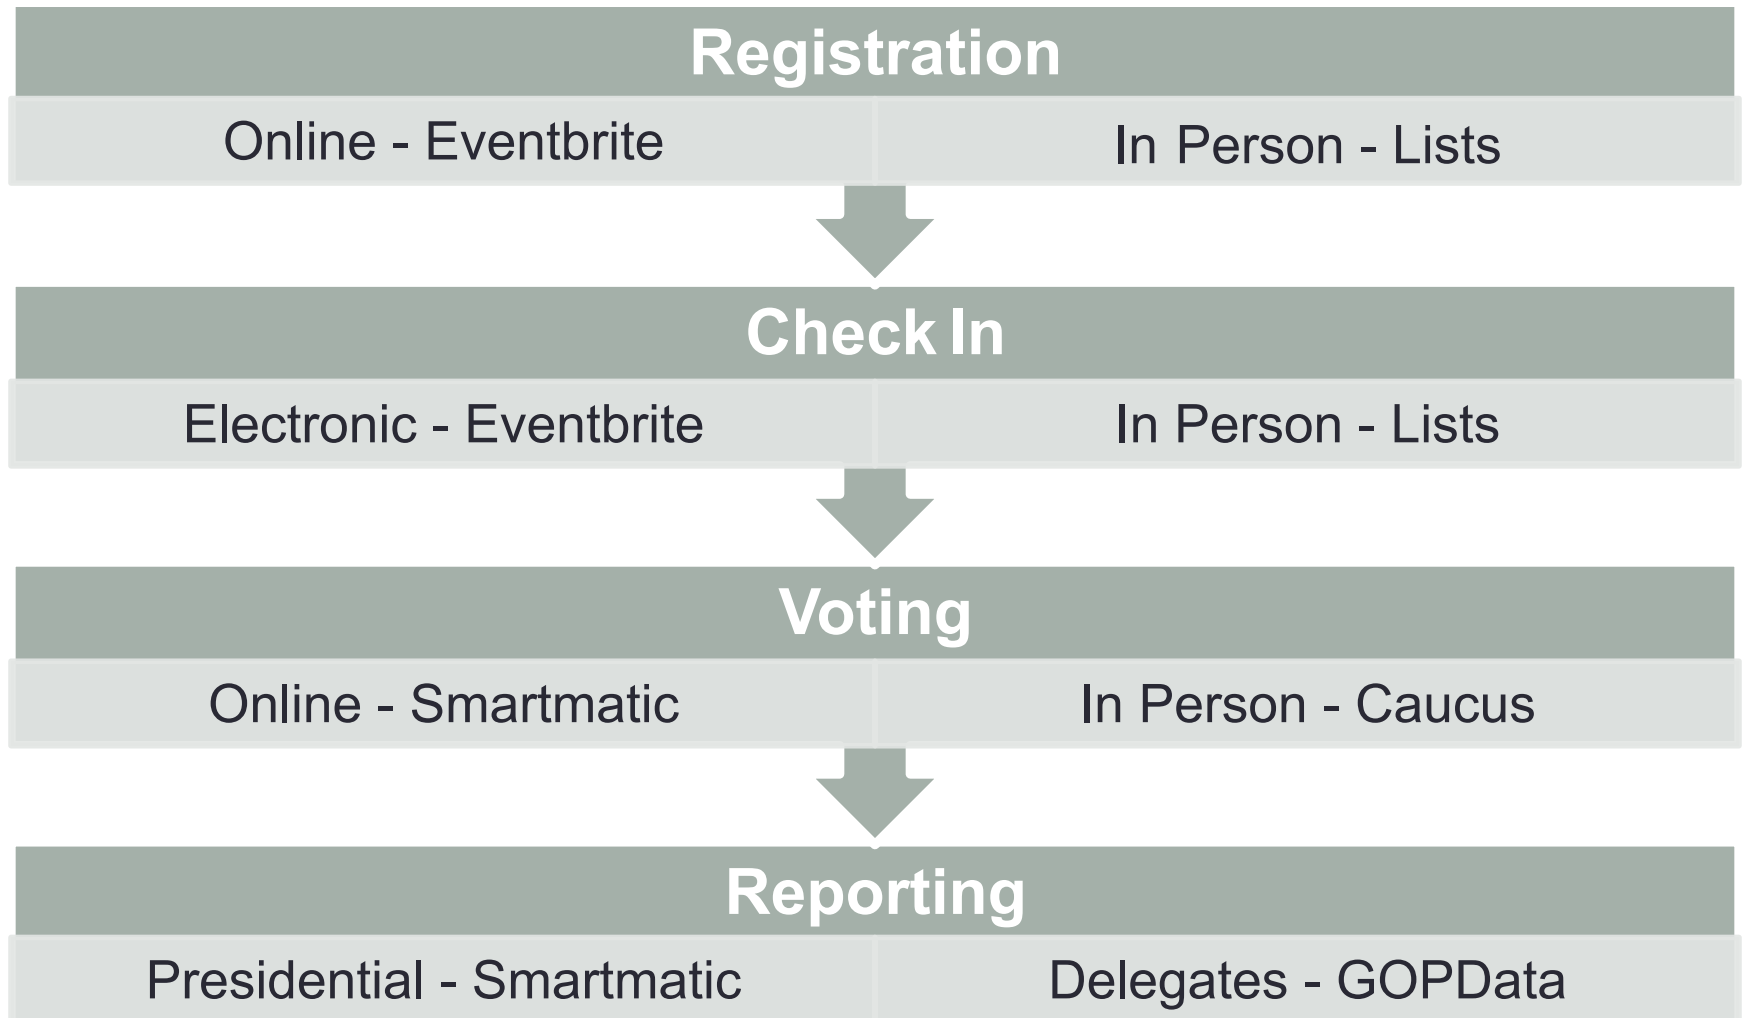 Registration
Online - Eventbrite
In Person - Lists
Check In
Electronic - Eventbrite
In Person - Lists
Voting
Online - Smartmatic
In Person - Caucus
Reporting
Presidential - Smartmatic
Delegates - GOPData